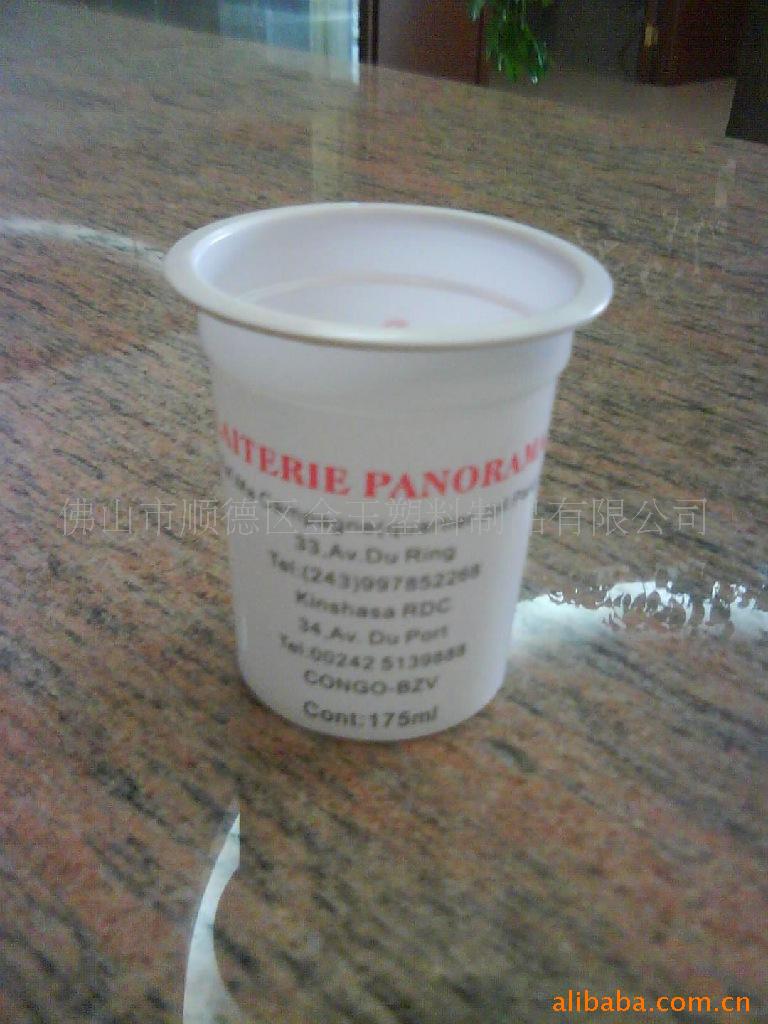 AITERIE PANORAMA
33.Av.Du Ring
Tel:(243)997852268
Kinshasa RDC
34.Av. Du Port
Tel.00242 5139888
CONGO-BZV
Cont:175ml
佛山市顺德区金王塑料制品有限公司
alibaba.com.cn